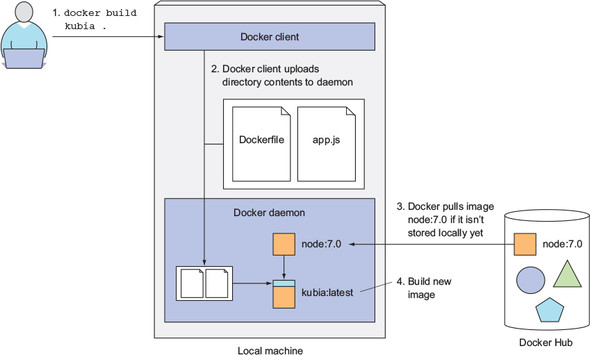 1. docker build
kubia .
Docker client
2. Docker client uploads
directory contents to daemon
Dockerfile
app.js
Docker daemon
3. Docker pulls image
node:7.0 if it isn't
stored locally yet
node:7.0
node:7.0
kubia:latest
4. Build new
image
Local machine
Docker Hub